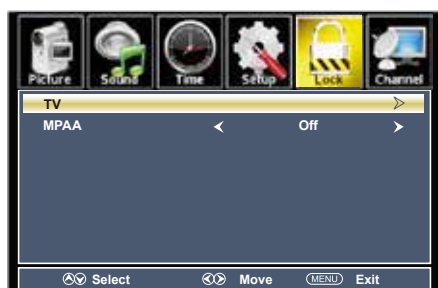 Picture Sound Time Setup Lock Channel
TV
MPAA Off
Select Move MENU Exit